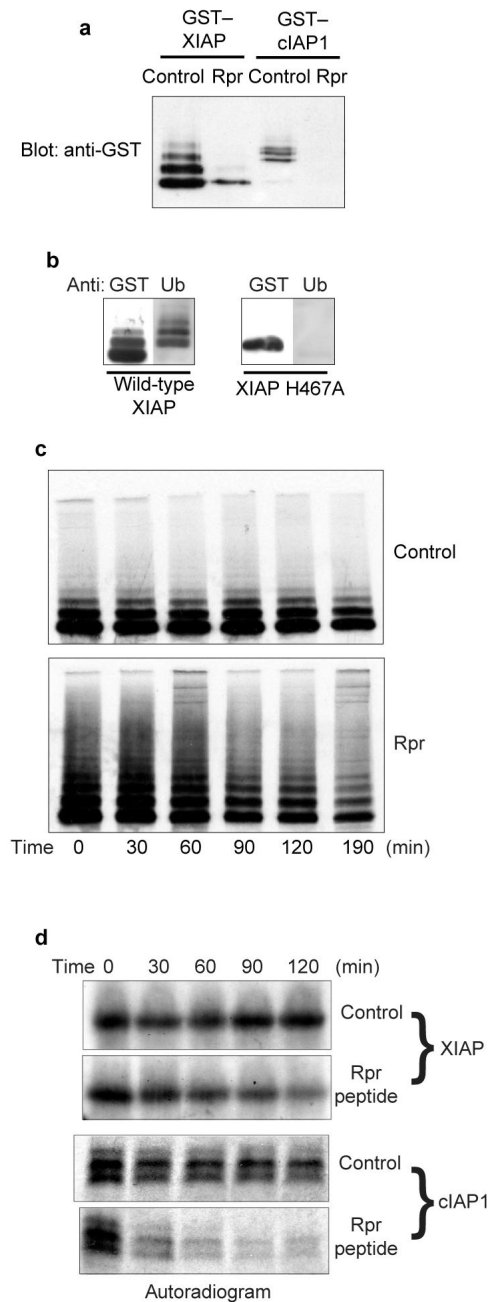 a
GST–
XIAP
GST–
cIAP1
Control Rpr Control Rpr
Blot: anti-GST
b
Anti: GST Ub
GST Ub
Wild-type
XIAP
XIAP H467A
c
Control
Rpr
Time 0 30 60 90 120 190 (min)
d
Time 0 30 60 90 120 (min)
Control
XIAP
Rpr
peptide
Control
cIAP1
Rpr
peptide
Autoradiogram